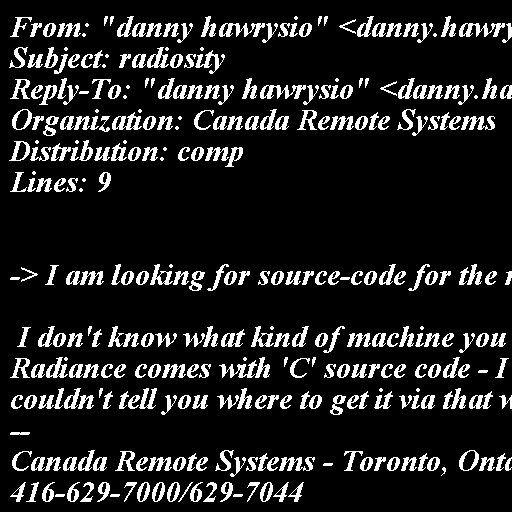 From: "danny hawrysio" <danny.hawry
Subject: radiosity
Reply-To: "danny hawrysio" <danny.ha
Organization: Canada Remote Systems
Distribution: comp
Lines: 9
-> I am looking for source-code for the r
I don't know what kind of machine you
Radiance comes with 'C' source code - I
couldn't tell you where to get it via that w
--
Canada Remote Systems - Toronto, Onta
416-629-7000/629-7044